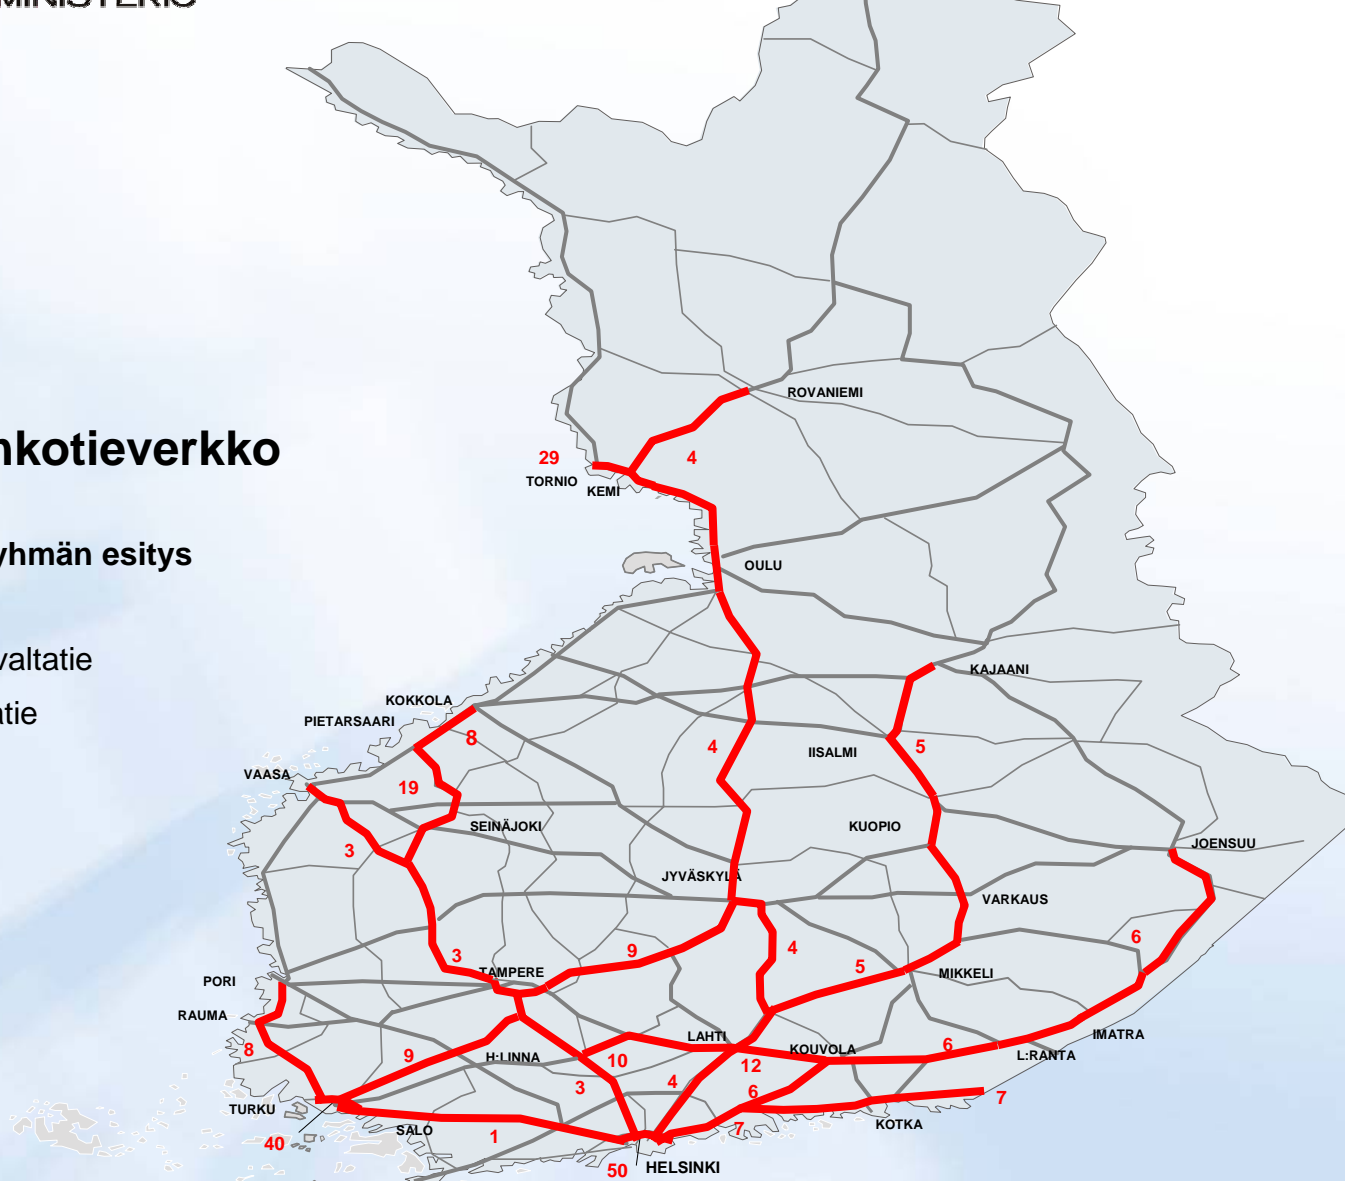 nkotieverkko
yhmän esitys
valtatie
atie
ROVANIEMI
29
4
TORNIO
KEMI
OULU
KAJAANI
KOKKOLA
PIETARSAARI
8
4
IISALMI
5
VAASA
19
SEINÄJOKI
KUOPIO
JOENSUU
3
JYVÄSKYLÄ
VARKAUS
6
3
9
4
5
TAMPERE
MIKKELI
PORI
RAUMA
IMATRA
LAHTI
KOUVOLA
6
L:RANTA
8
9
H:LINNA
10
12
3
4
6
7
TURKU
SALO
1
7
KOTKA
40
50
HELSINKI